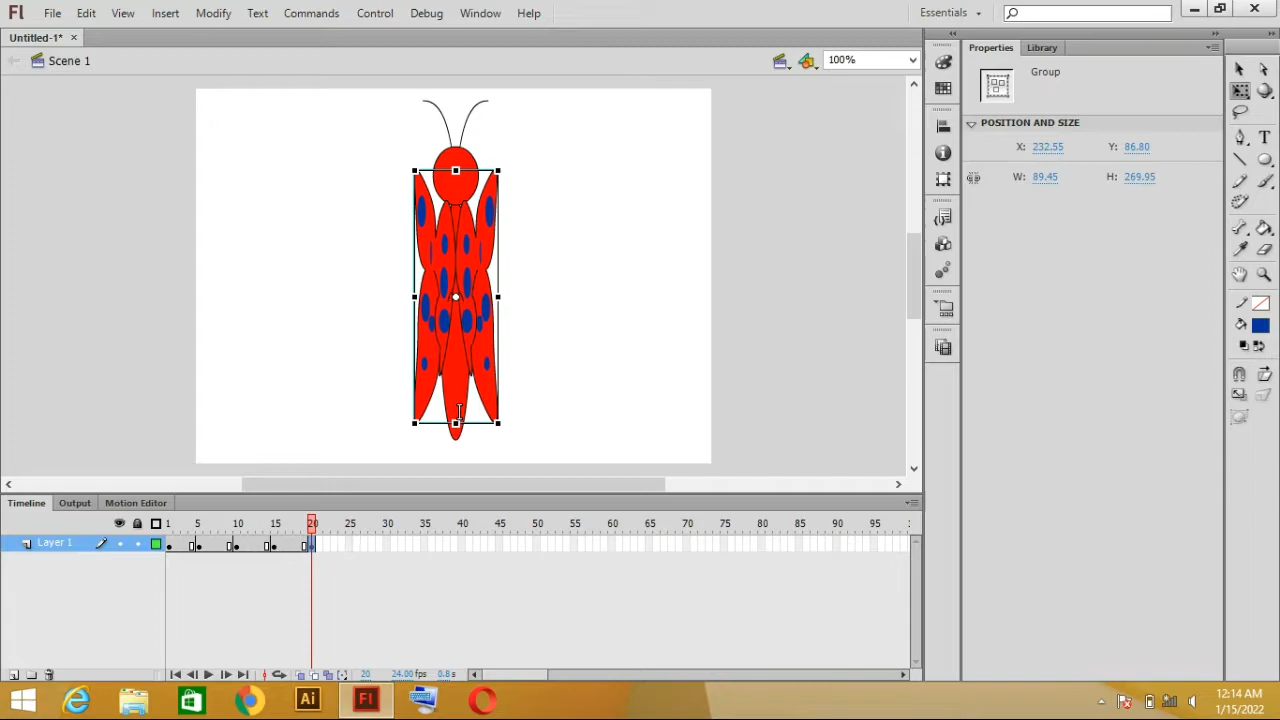 Fl File Edit View Insert Modify Text Commands Control Debug Window Help Essentials
Untitled-1* ×
Properties Library
Scene 1 100%
Group
POSITION AND SIZE
X: 232.55 Y: 86.80
W: 89.45 H: 269.95
Timeline Output Motion Editor
1 5 10 15 20 25 30 35 40 45 50 55 60 65 70 75 80 85 90 95
Layer 1
20 24.00 fps 0.8 s
Ai Fl
12:14 AM
1/15/2022